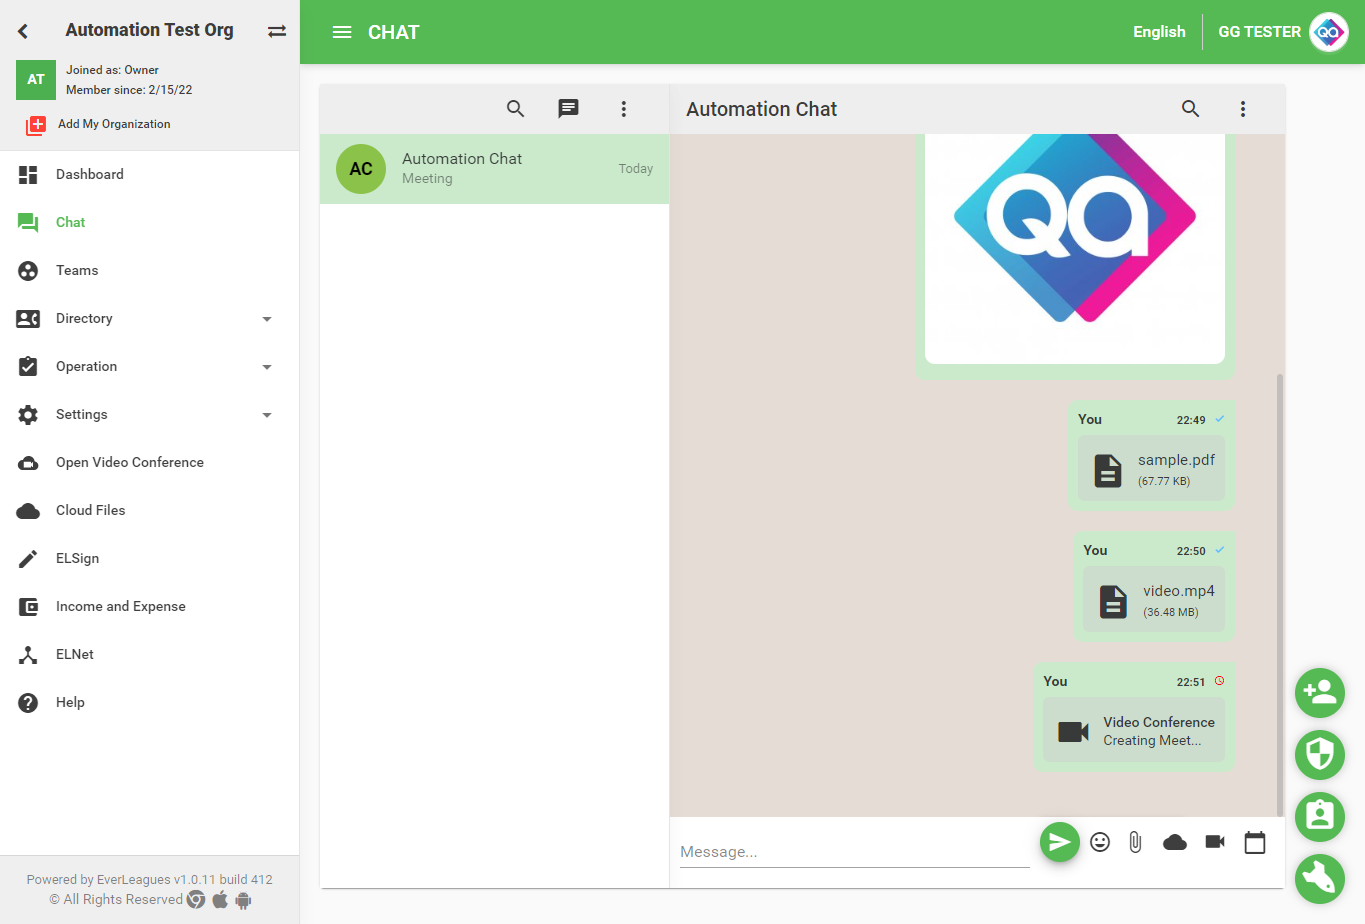 Automation Test Org
AT
Joined as: Owner
Member since: 2/15/22
Add My Organization
Dashboard
Chat
Teams
Directory
Operation
Settings
Open Video Conference
Cloud Files
ELSign
Income and Expense
ELNet
Help
Powered by EverLeagues v1.0.11 build 412
© All Rights Reserved
CHAT
English
GG TESTER
QA
AC
Automation Chat
Meeting
Today
Automation Chat
QA
You 22:49
sample.pdf
(67.77 KB)
You 22:50
video.mp4
(36.48 MB)
You 22:51
Video Conference
Creating Meet...
Message...